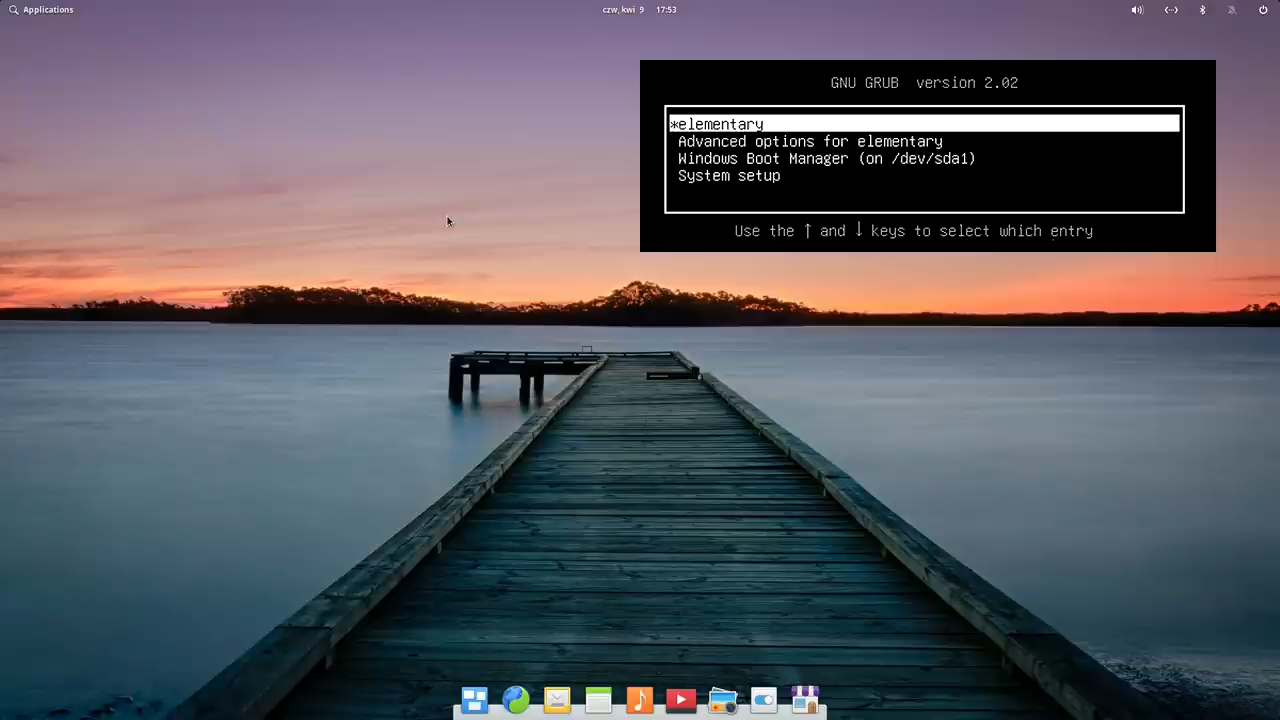 Applications
czw, kwi 9 17:53
GNU GRUB version 2.02
*elementary
Advanced options for elementary
Windows Boot Manager (on /dev/sda1)
System setup
Use the ↑ and ↓ keys to select which entry